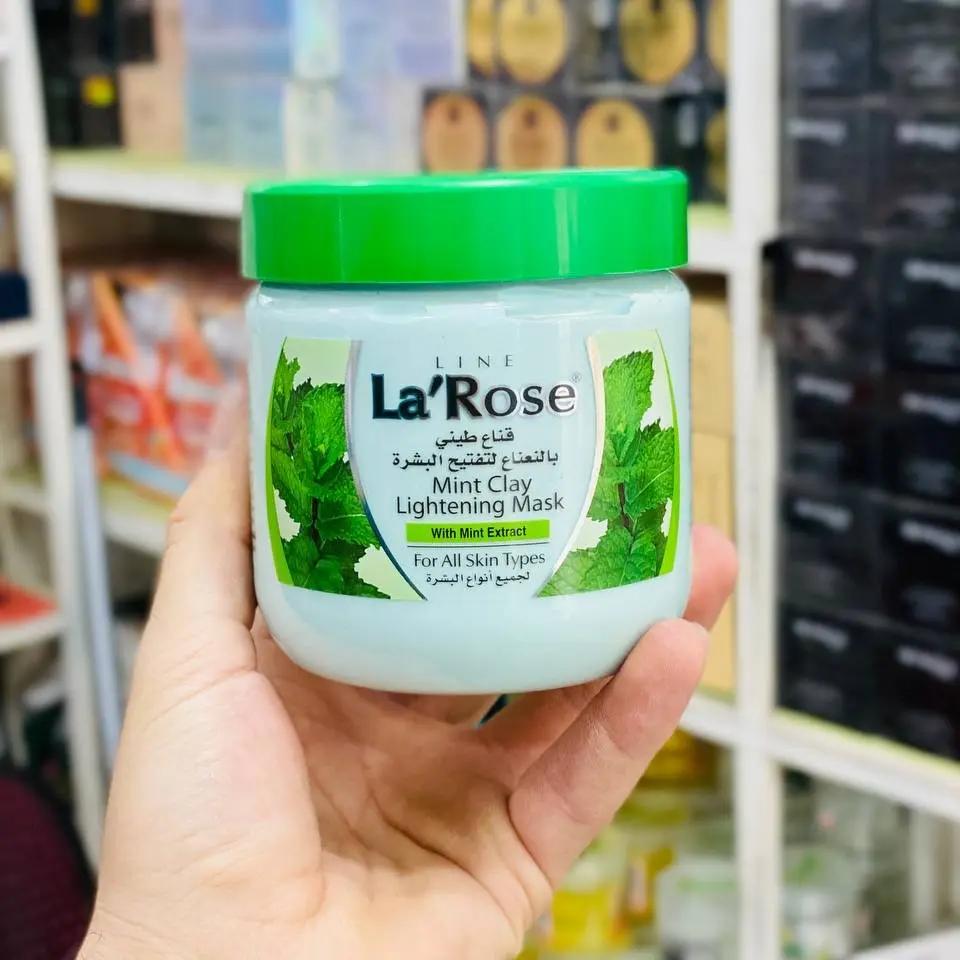 LINE
La'Rose®
قناع طيني
بالنعناع لتفتيح البشرة
Mint Clay
Lightening Mask
With Mint Extract
For All Skin Types
لجميع أنواع البشرة